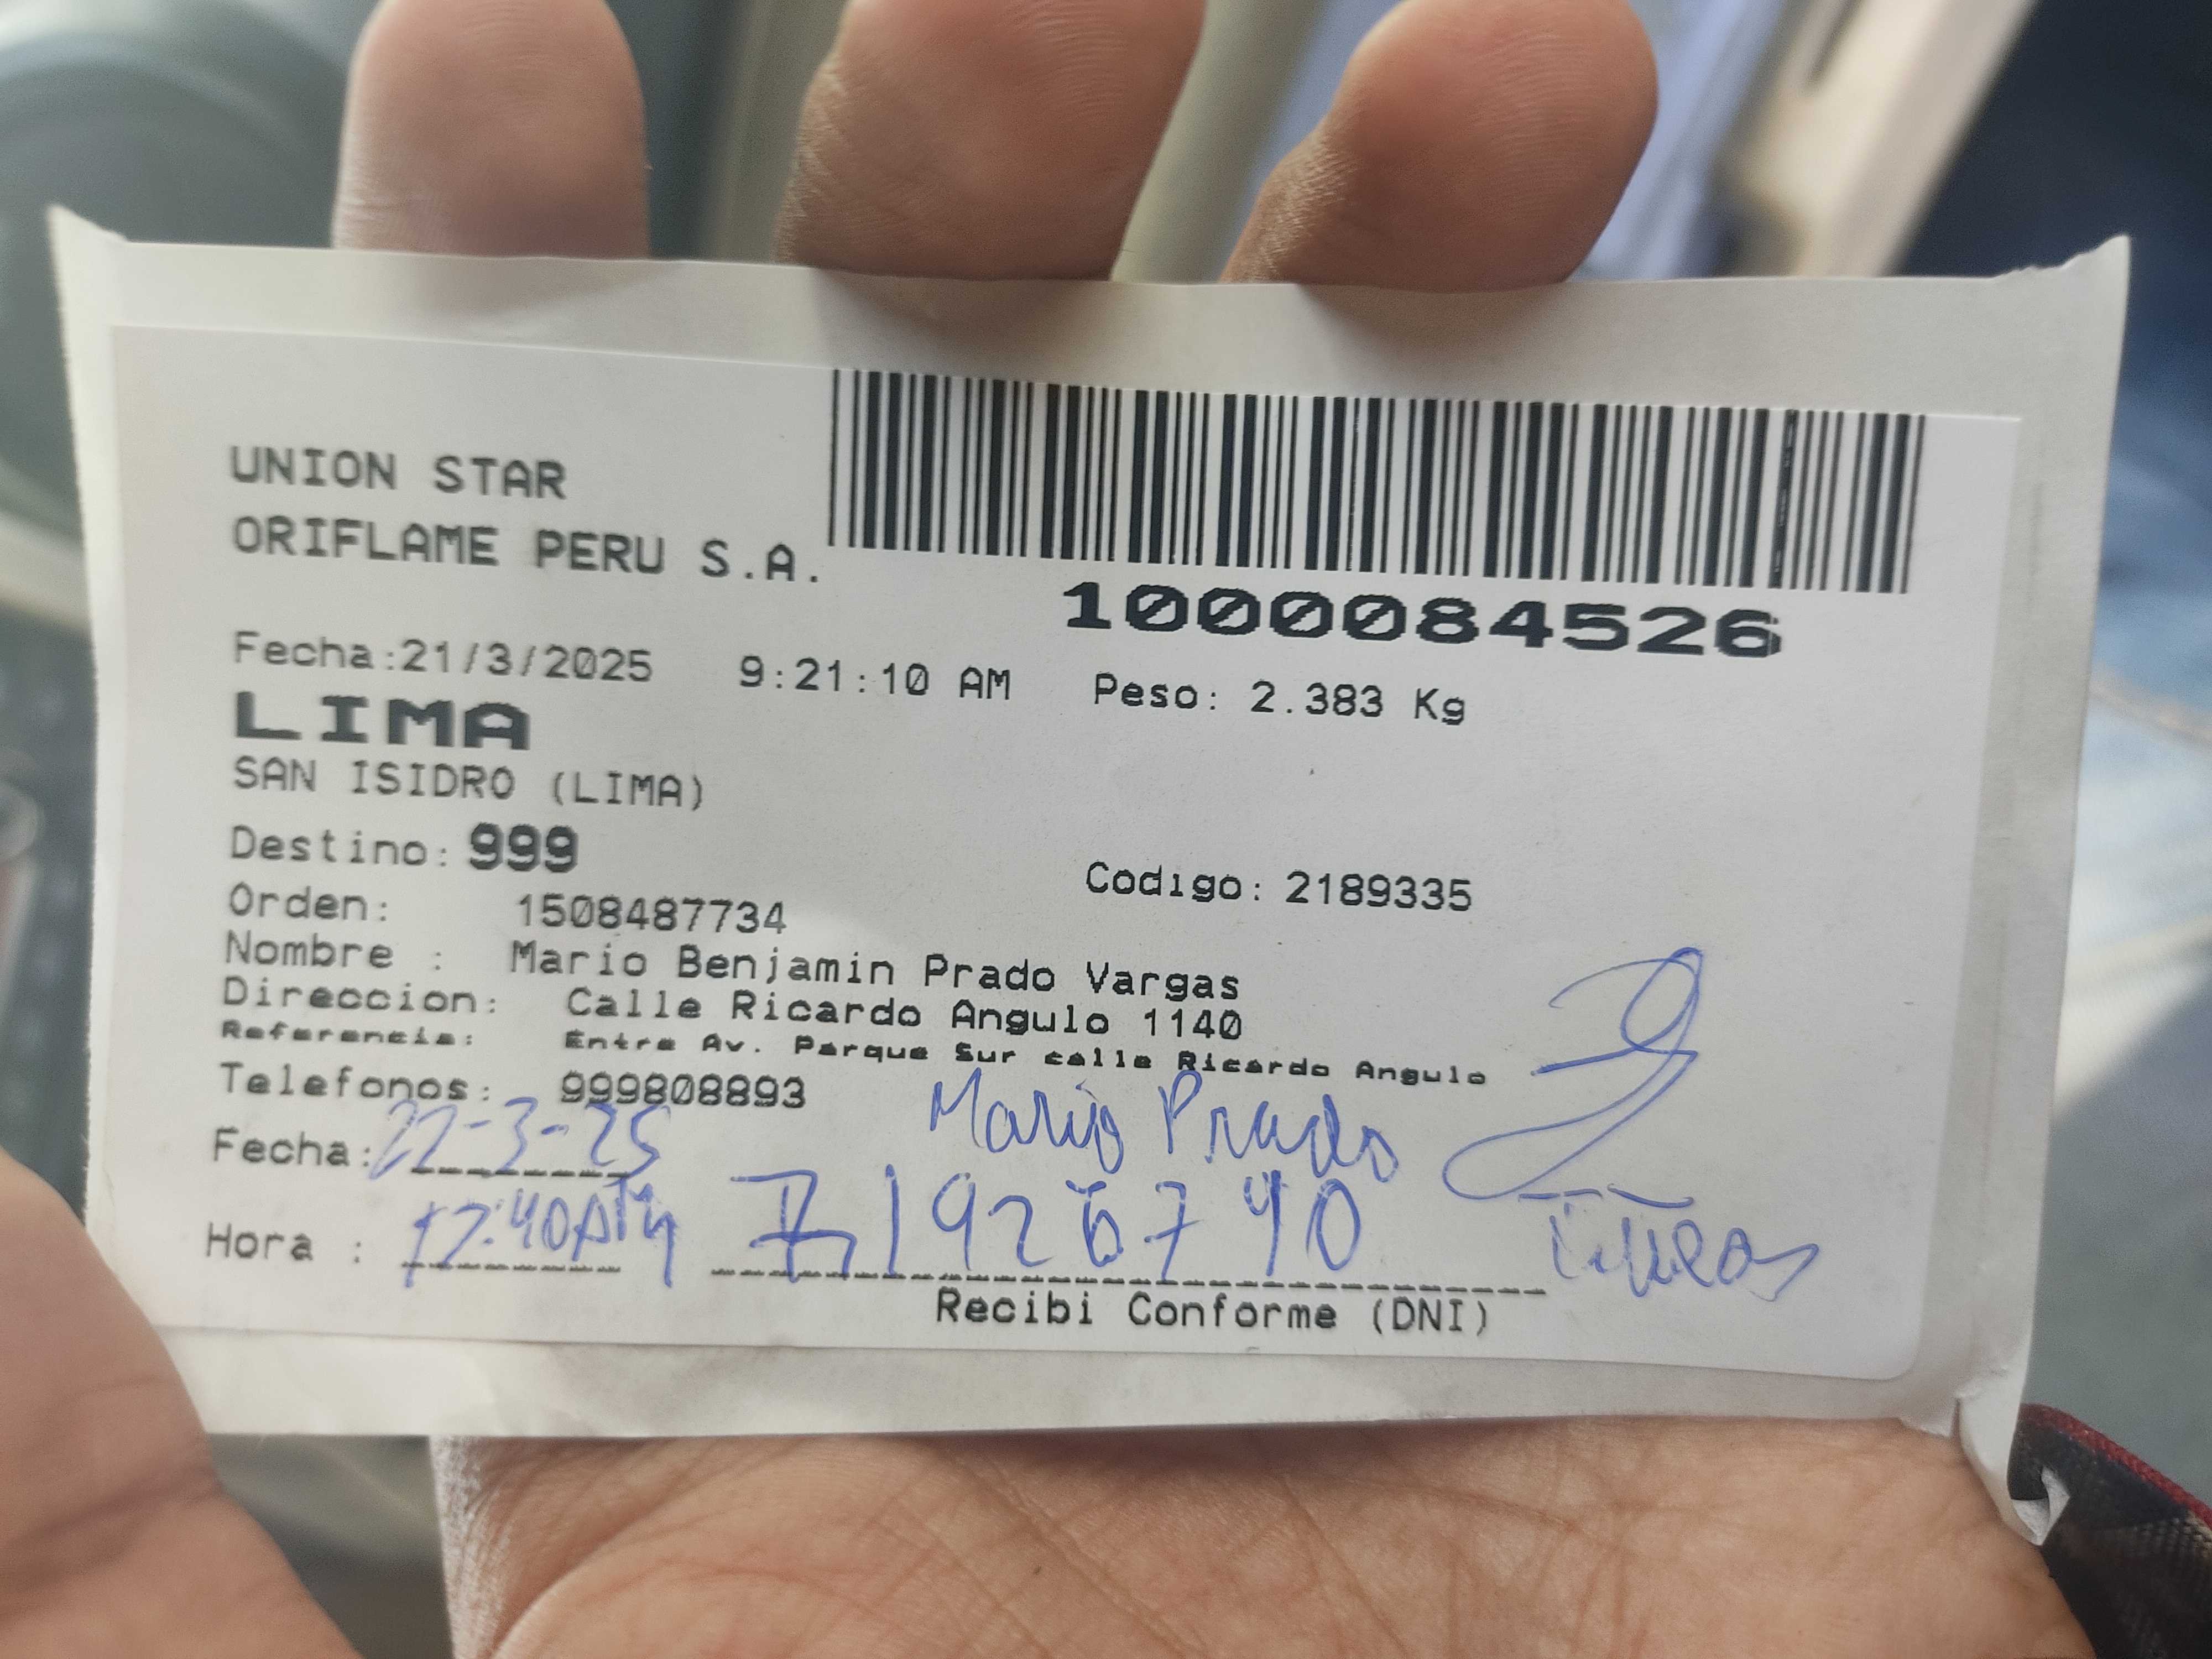 UNION STAR
ORIFLAME PERU S.A.
1000084526
Fecha:21/3/2025 9:21:10 AM Peso: 2.383 Kg
LIMA
SAN ISIDRO (LIMA)
Destino: 999
Codigo: 2189335
Orden: 1508487734
Nombre : Mario Benjamin Prado Vargas
Direccion: Calle Ricardo Angulo 1140
Referencia: Entre Av. Parque Sur calle Ricardo Angulo
Telefonos: 999808893
Mario Prado
Fecha: 22-3-25
Hora : 12:40 71926740
Recibi Conforme (DNI)